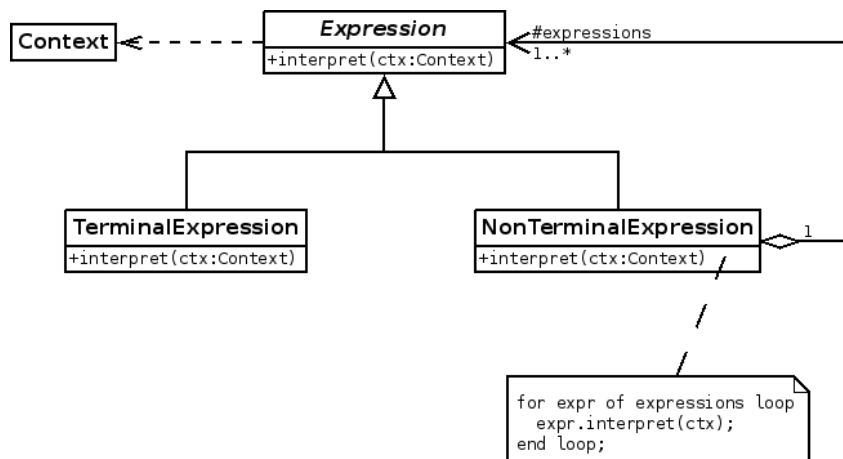 Expression
Context
+interpret(ctx:Context)
#expressions
1..*
TerminalExpression
+interpret(ctx:Context)
NonTerminalExpression
+interpret(ctx:Context)
1
for expr of expressions loop
expr.interpret(ctx);
end loop;